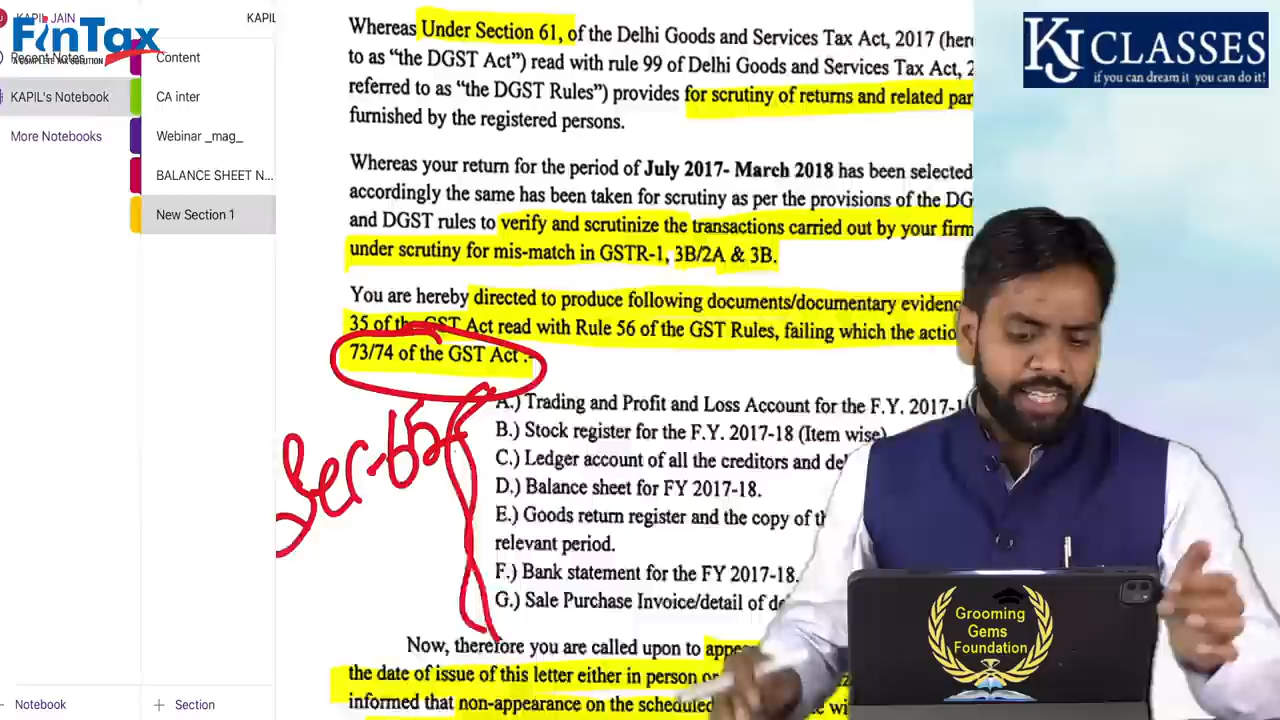 KAPIL JAIN
KAPIL
FinTax
A COMPLETE TAX SOLUTION
Recent Notes
KAPIL's Notebook
More Notebooks
Content
CA inter
Webinar _mag_
BALANCE SHEET N...
New Section 1
Notebook
+ Section
KJ CLASSES
if you can dream it you can do it!
Whereas Under Section 61, of the Delhi Goods and Services Tax Act, 2017 (here
to as “the DGST Act”) read with rule 99 of Delhi Goods and Services Tax Act, 2
referred to as “the DGST Rules”) provides for scrutiny of returns and related par
furnished by the registered persons.
Whereas your return for the period of July 2017- March 2018 has been selected
accordingly the same has been taken for scrutiny as per the provisions of the DG
and DGST rules to verify and scrutinize the transactions carried out by your firm
under scrutiny for mis-match in GSTR-1, 3B/2A & 3B.
You are hereby directed to produce following documents/documentary evidenc
35 of the GST Act read with Rule 56 of the GST Rules, failing which the actio
73/74 of the GST Act :-
A.) Trading and Profit and Loss Account for the F.Y. 2017-1
B.) Stock register for the F.Y. 2017-18 (Item wise)
C.) Ledger account of all the creditors and de
D.) Balance sheet for FY 2017-18.
E.) Goods return register and the copy of th
relevant period.
F.) Bank statement for the FY 2017-18.
G.) Sale Purchase Invoice/detail of de
Sec-65
Now, therefore you are called upon to appe
the date of issue of this letter either in person or
informed that non-appearance on the scheduled
wi
Grooming
Gems
Foundation